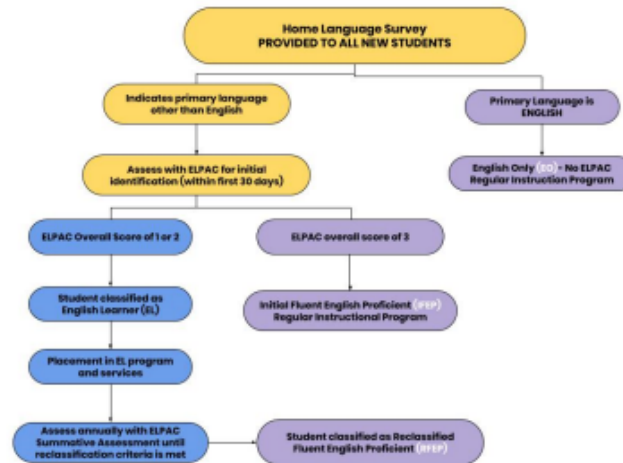 Home Language Survey
PROVIDED TO ALL NEW STUDENTS
Indicates primary language
other than English
Primary Language is
ENGLISH
Assess with ELPAC for initial
identification (within first 30 days)
English Only (EO)- No ELPAC
Regular Instruction Program
ELPAC Overall Score of 1 or 2
ELPAC overall score of 3
Student classified as
English Learner (EL)
Initial Fluent English Proficient (IFEP)
Regular Instructional Program
Placement in EL program
and services
Assess annually with ELPAC
Summative Assessment until
reclassification criteria is met
Student classified as Reclassified
Fluent English Proficient (RFEP)